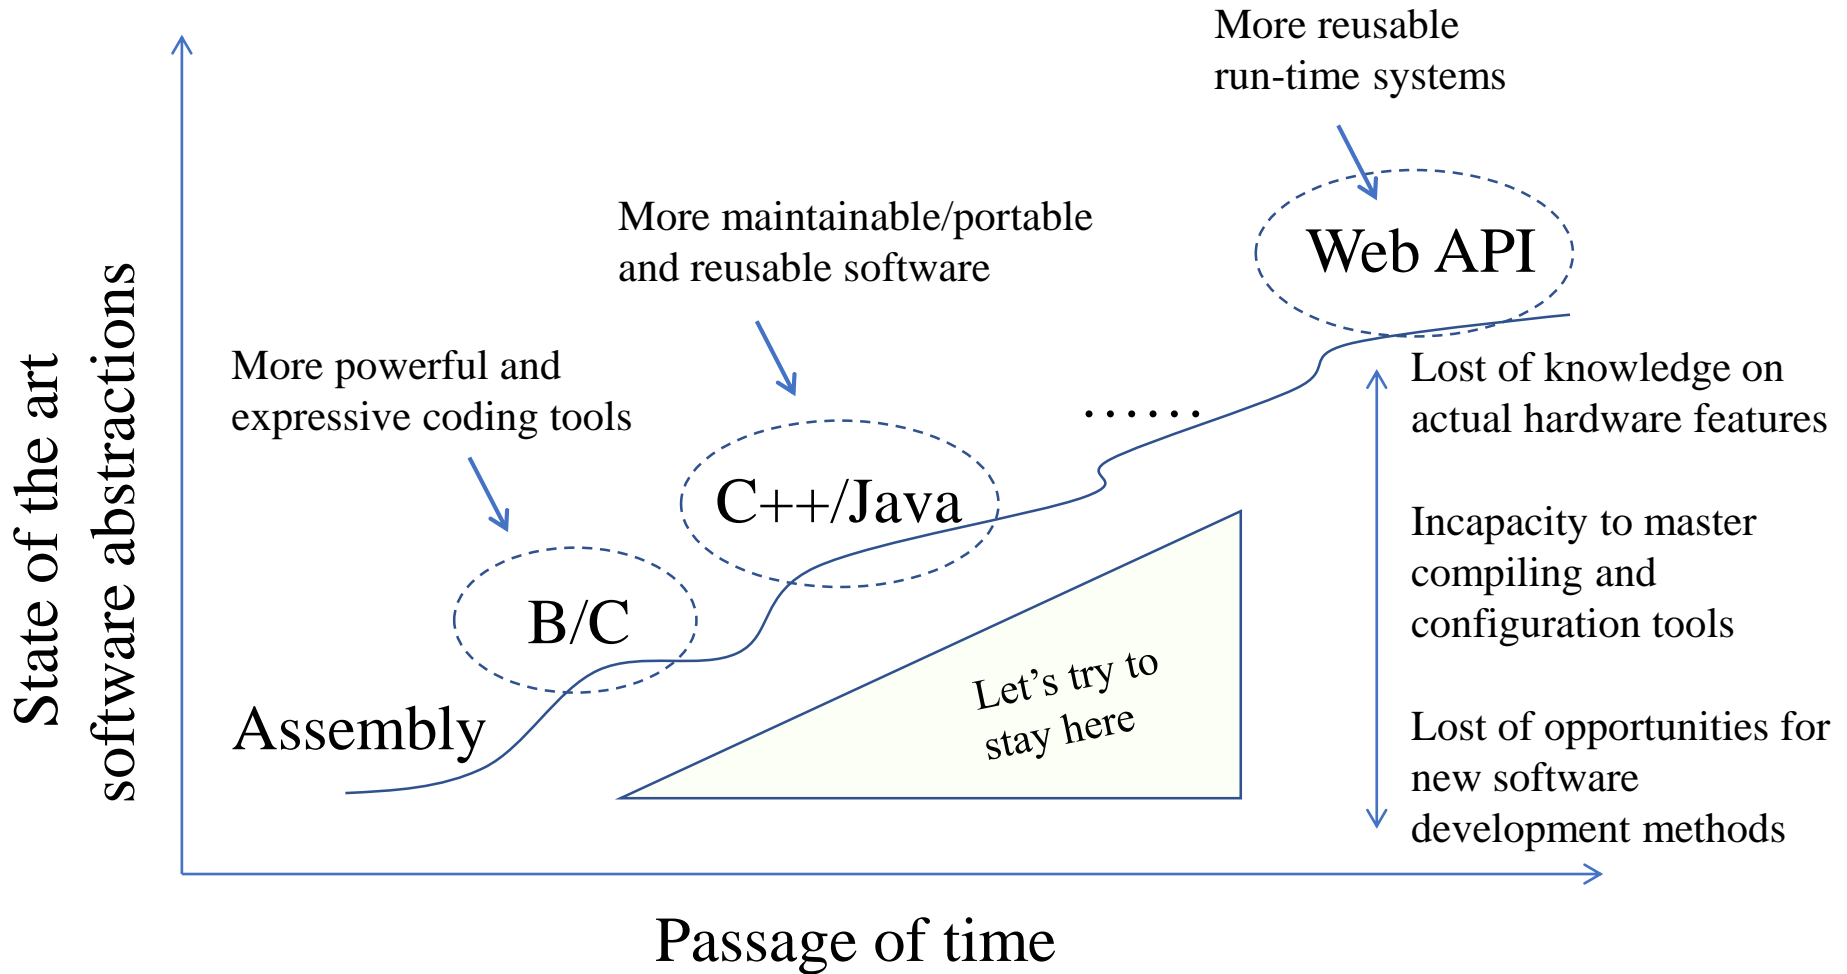 More reusable
run-time systems
More maintainable/portable
and reusable software
Web API
More powerful and
expressive coding tools
Lost of knowledge on
actual hardware features
......
C++/Java
Incapacity to master
compiling and
configuration tools
B/C
Let's try to
stay here
Assembly
Lost of opportunities for
new software
development methods
State of the art
software abstractions
Passage of time